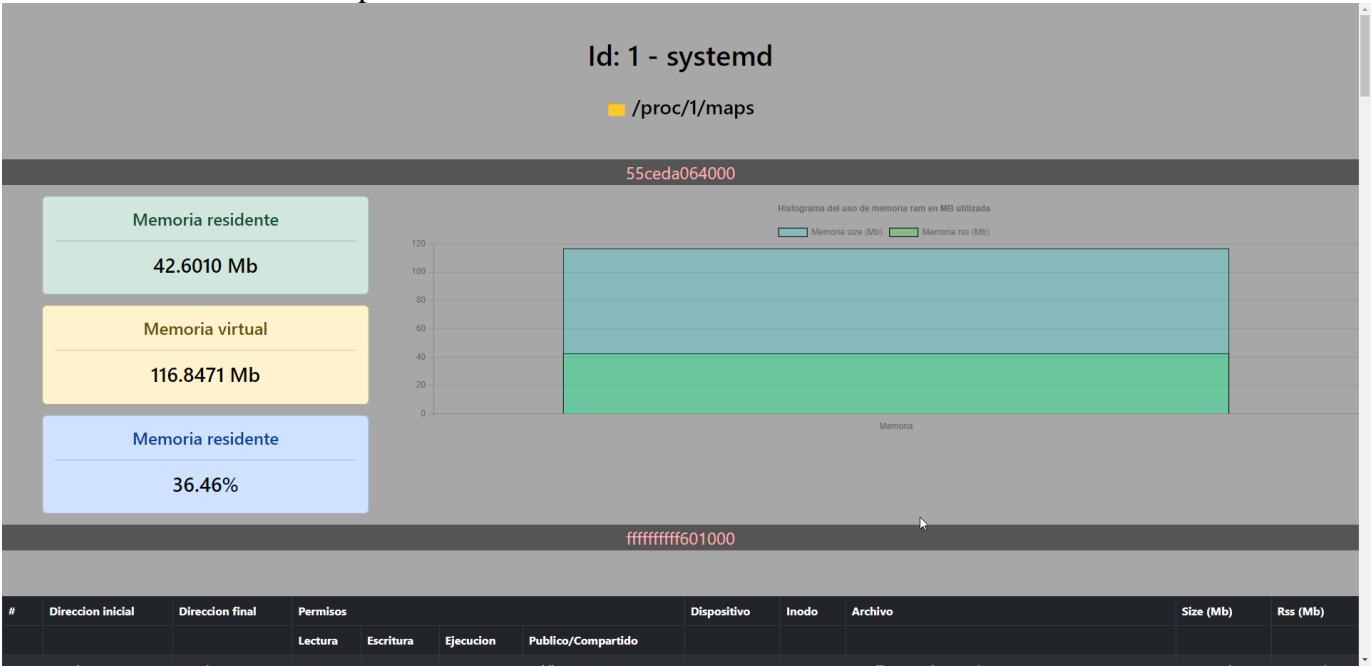 Id: 1 - systemd
/proc/1/maps
55ceda064000
Memoria residente
42.6010 Mb
Memoria virtual
116.8471 Mb
Memoria residente
36.46%
Histograma del uso de memoria ram en MB utilizada
Memoria size (Mb) Memoria rss (Mb)
120
100
80
60
40
20
0
Memoria
ffffffffff601000
# Direccion inicial Direccion final Permisos Dispositivo Inodo Archivo Size (Mb) Rss (Mb)
Lectura Escritura Ejecucion Publico/Compartido